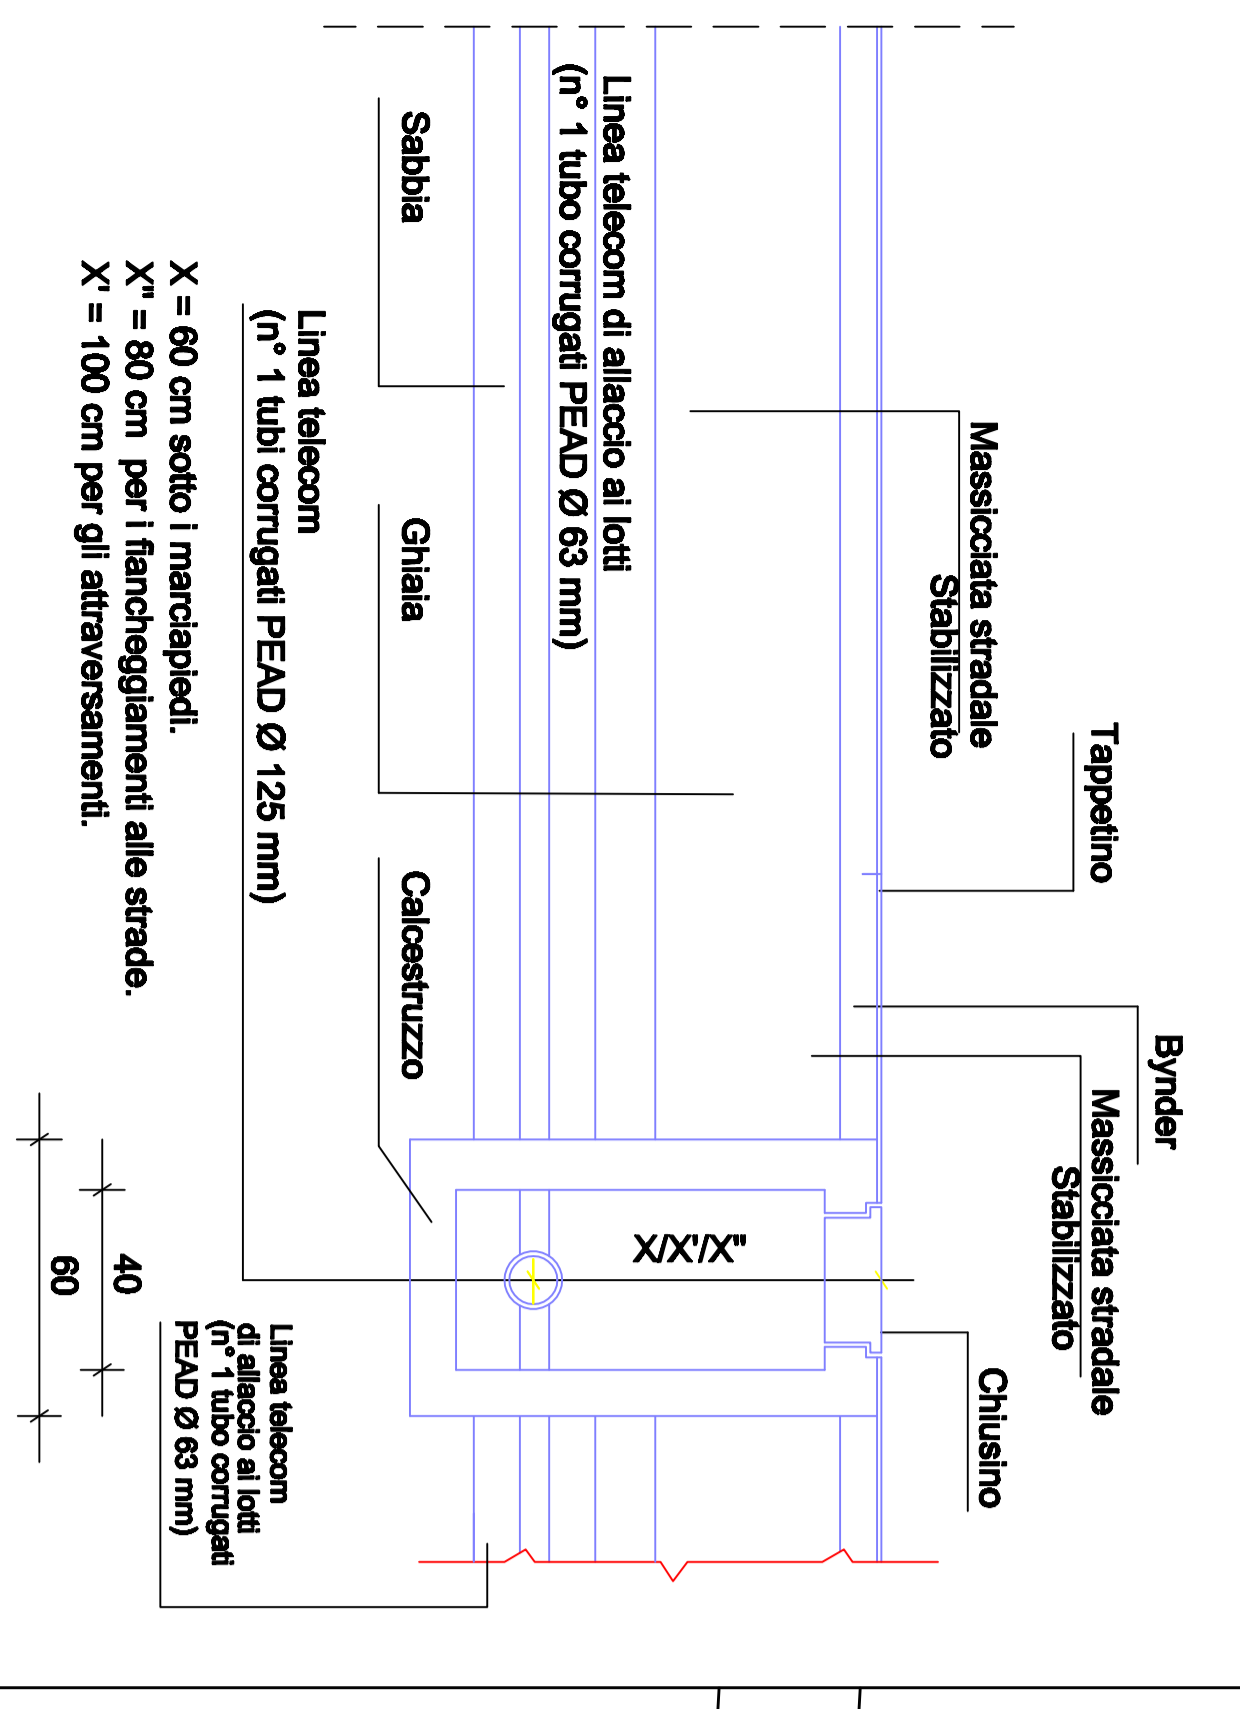 Bynder
Massicciata stradale
Stabilizzato
Tappetino
Chiusino
Massicciata stradale
Stabilizzato
Linea telecom di allaccio ai lotti
(n° 1 tubo corrugati PEAD Ø 63 mm)
X/X'/X"
Sabbia
Ghiaia
Calcestruzzo
Linea telecom
(n° 1 tubi corrugati PEAD Ø 125 mm)
Linea telecom
di allaccio ai lotti
(n° 1 tubo corrugati
PEAD Ø 63 mm)
X = 60 cm sotto i marciapiedi.
X" = 80 cm per i fiancheggiamenti alle strade.
X' = 100 cm per gli attraversamenti.
40
60